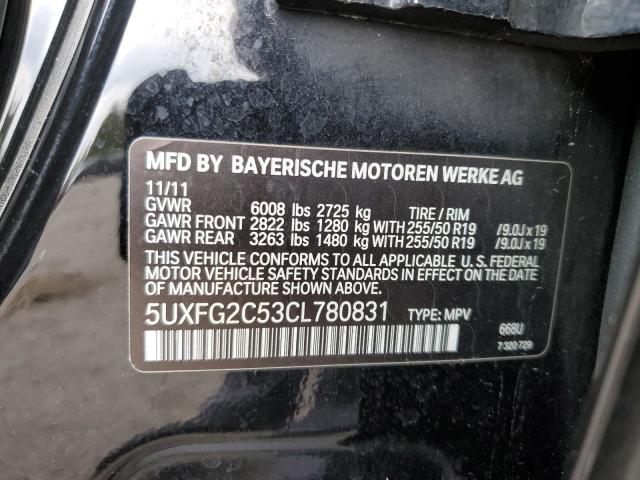 MFD BY BAYERISCHE MOTOREN WERKE AG
11/11
GVWR 6008 lbs 2725 kg TIRE / RIM
GAWR FRONT 2822 lbs 1280 kg WITH 255/50 R19 /9.0J x 19
GAWR REAR 3263 lbs 1480 kg WITH 255/50 R19 /9.0J x 19
THIS VEHICLE CONFORMS TO ALL APPLICABLE U. S. FEDERAL
MOTOR VEHICLE SAFETY STANDARDS IN EFFECT ON THE DATE
OF MANUFACTURE SHOWN ABOVE.
5UXFG2C53CL780831 TYPE: MPV 668U
7 320 729